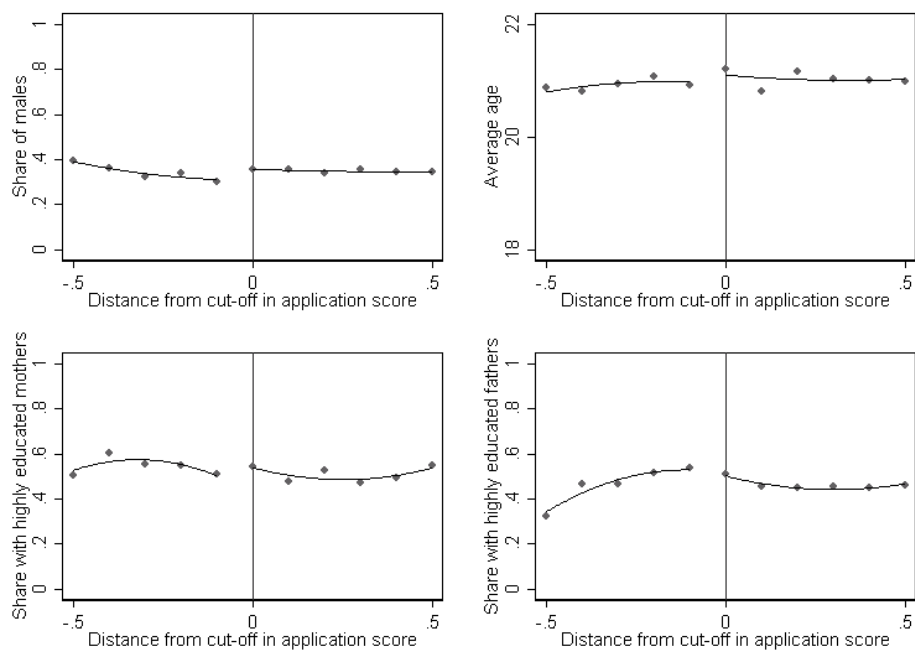 Share of males
0 .2 .4 .6 .8 1
-.5 0 .5
Distance from cut-off in application score
Average age
18 20 22
-.5 0 .5
Distance from cut-off in application score
Share with highly educated mothers
0 .2 .4 .6 .8 1
-.5 0 .5
Distance from cut-off in application score
Share with highly educated fathers
0 .2 .4 .6 .8 1
-.5 0 .5
Distance from cut-off in application score